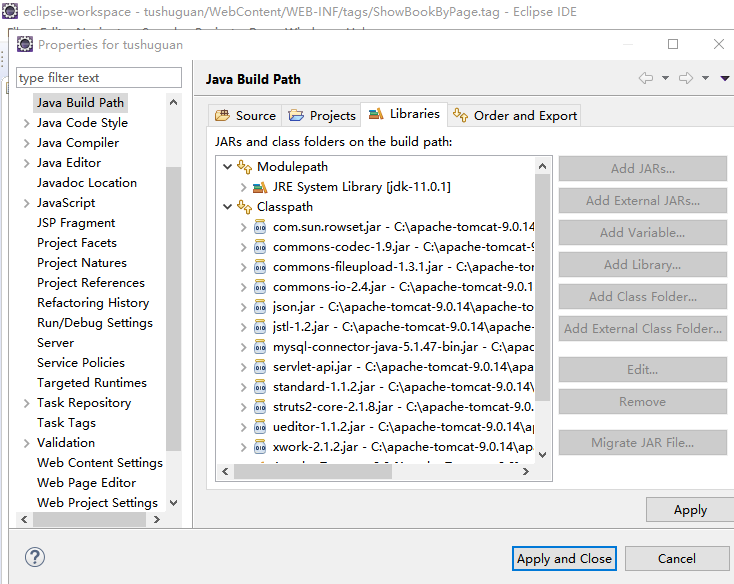 eclipse-workspace - tushuguan/WebContent/WEB-INF/tags/ShowBookByPage.tag - Eclipse IDE
Properties for tushuguan
type filter text
Java Build Path
Java Code Style
Java Compiler
Java Editor
Javadoc Location
JavaScript
JSP Fragment
Project Facets
Project Natures
Project References
Refactoring History
Run/Debug Settings
Server
Service Policies
Targeted Runtimes
Task Repository
Task Tags
Validation
Web Content Settings
Web Page Editor
Web Project Settings
Java Build Path
Source
Projects
Libraries
Order and Export
JARs and class folders on the build path:
Modulepath
JRE System Library [jdk-11.0.1]
Classpath
com.sun.rowset.jar - C:\apache-tomcat-9.0.14
commons-codec-1.9.jar - C:\apache-tomcat-9.0
commons-fileupload-1.3.1.jar - C:\apache-tor
commons-io-2.4.jar - C:\apache-tomcat-9.0.1
json.jar - C:\apache-tomcat-9.0.14\apache-ton
jstl-1.2.jar - C:\apache-tomcat-9.0.14\apache-t
mysql-connector-java-5.1.47-bin.jar - C:\apac
servlet-api.jar - C:\apache-tomcat-9.0.14\apac
standard-1.1.2.jar - C:\apache-tomcat-9.0.14\
struts2-core-2.1.8.jar - C:\apache-tomcat-9.0.
ueditor-1.1.2.jar - C:\apache-tomcat-9.0.14\ap
xwork-2.1.2.jar - C:\apache-tomcat-9.0.14\ap
Add JARs...
Add External JARs...
Add Variable...
Add Library...
Add Class Folder...
Add External Class Folder...
Edit...
Remove
Migrate JAR File...
Apply
Apply and Close
Cancel